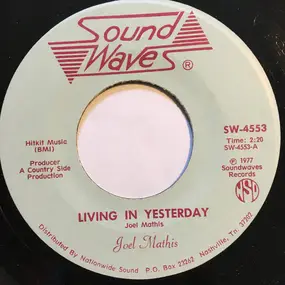 Sound
Waves ®
Hitkit Music
(BMI)
Producer
A Country Side
Production
SW-4553
Time: 2:20
SW-4553-A
℗ 1977
Soundwaves
Records
NSD
LIVING IN YESTERDAY
Joel Mathis
Joel Mathis
Distributed By Nationwide Sound P.O. Box 23262 Nashville, Tn. 37202